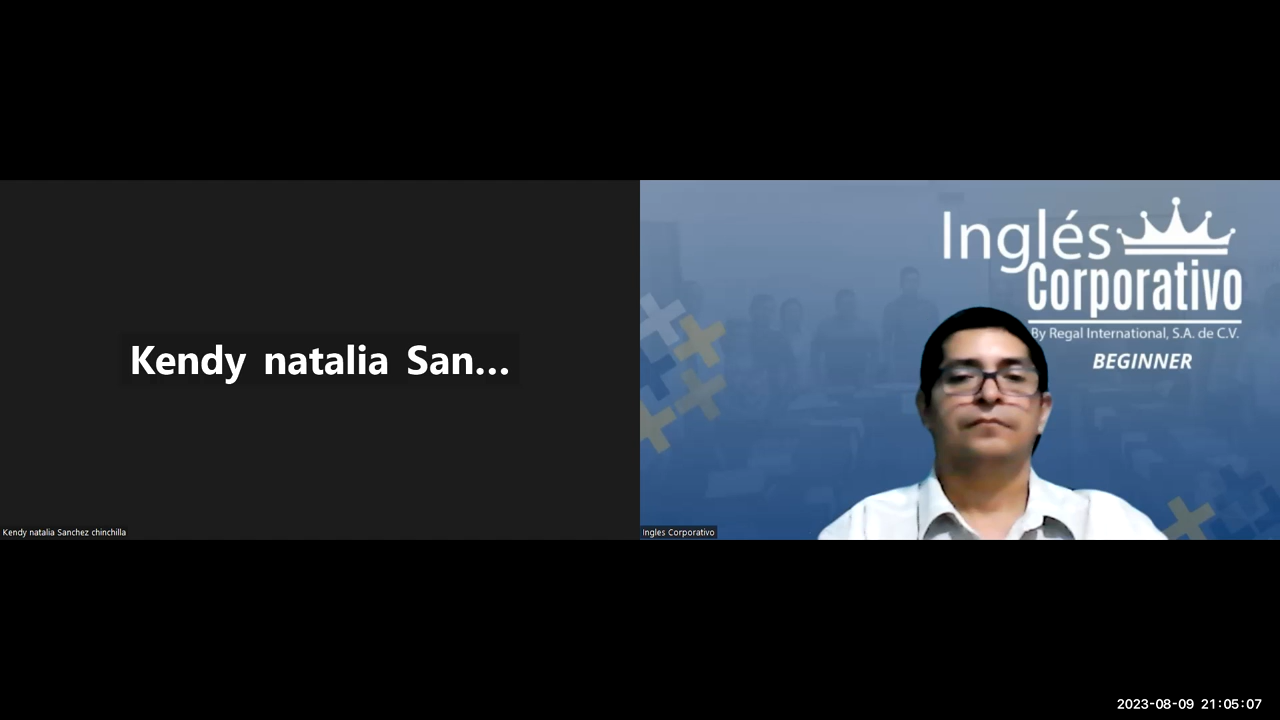 Kendy natalia San...
Kendy natalia Sanchez chinchilla
Inglés
Corporativo
By Regal International, S.A. de C.V.
BEGINNER
Ingles Corporativo
2023-08-09 21:05:07